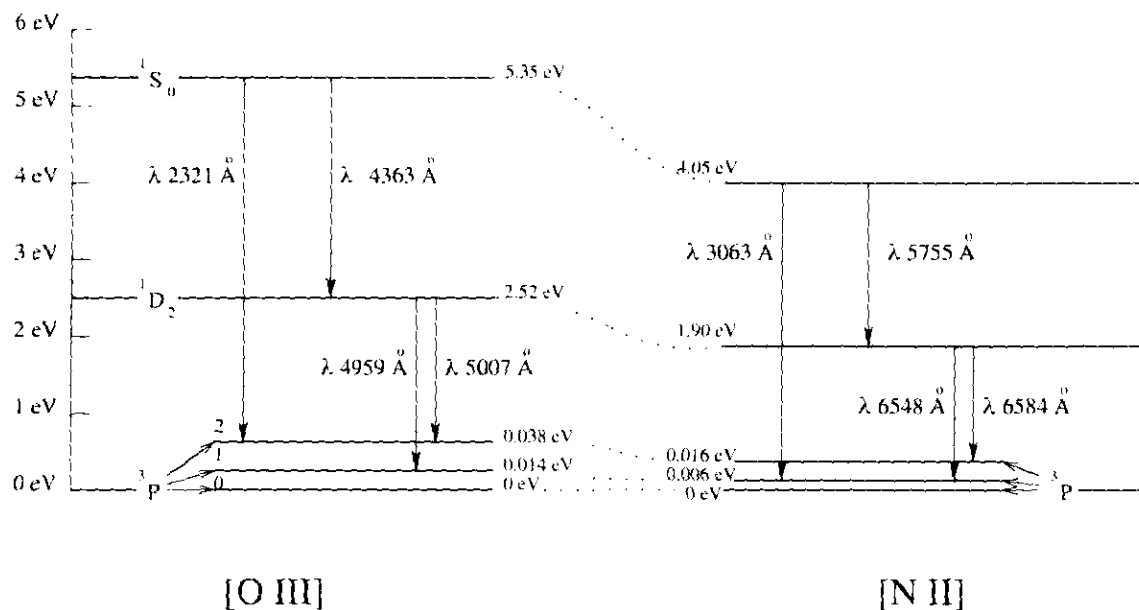 6 eV
¹S₀
5.35 eV
5 eV
λ 2321 Å
λ 4363 Å
4 eV
4.05 eV
3 eV
λ 3063 Å
λ 5755 Å
¹D₂
2.52 eV
2 eV
1.90 eV
λ 4959 Å
λ 5007 Å
λ 6548 Å
λ 6584 Å
1 eV
2
0.038 eV
1
0.014 eV
0.016 eV
0.006 eV
0 eV
³P
0
0 eV
0 eV
³P
[O III]
[N II]